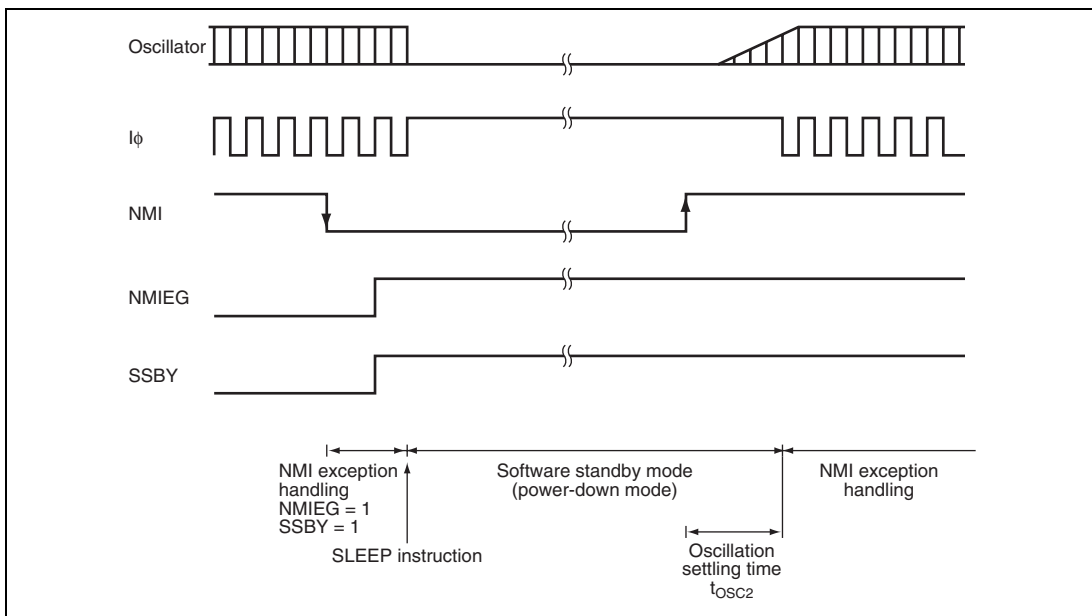 Oscillator
Iϕ
NMI
NMIEG
SSBY
NMI exception
handling
NMIEG = 1
SSBY = 1
SLEEP instruction
Software standby mode
(power-down mode)
Oscillation
settling time
tOSC2
NMI exception
handling